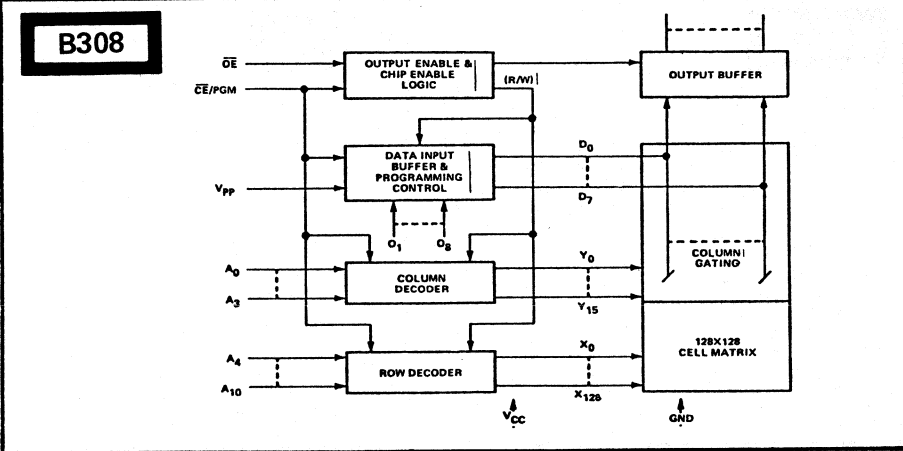 B308
OE
CE/PGM
OUTPUT ENABLE &
CHIP ENABLE
LOGIC
(R/W)
OUTPUT BUFFER
VPP
DATA INPUT
BUFFER &
PROGRAMMING
CONTROL
D0
D7
O1
O8
A0
A3
COLUMN
DECODER
Y0
Y15
COLUMN
GATING
A4
A10
ROW DECODER
X0
X128
128X128
CELL MATRIX
VCC
GND